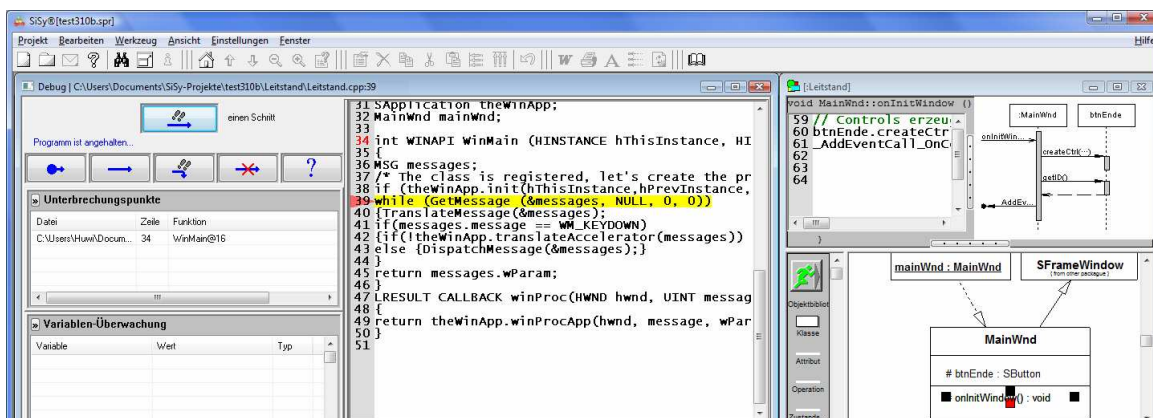 SiSy®[test310b.spr]
Projekt Bearbeiten Werkzeug Ansicht Einstellungen Fenster Hilfe
Debug | C:\Users\Documents\SiSy-Projekte\test310b\Leitstand\Leitstand.cpp:39
einen Schritt
Programm ist angehalten...
Unterbrechungspunkte
Datei Zeile Funktion
C:\Users\Huwi\Docum... 34 WinMain@16
Variablen-Überwachung
Variable Wert Typ
31 SApplication theWinApp;
32 MainWnd mainWnd;
33
34 int WINAPI WinMain (HINSTANCE hThisInstance, HI
35 {
36 MSG messages;
37 /* The class is registered, let's create the pr
38 if (theWinApp.init(hThisInstance,hPrevInstance,
39 while (GetMessage (&messages, NULL, 0, 0))
40 {TranslateMessage(&messages);
41 if(messages.message == WM_KEYDOWN)
42 {if(!theWinApp.translateAccelerator(messages))
43 else {DispatchMessage(&messages);}
44 }
45 return messages.wParam;
46 }
47 LRESULT CALLBACK winProc(HWND hwnd, UINT messag
48 {
49 return theWinApp.winProcApp(hwnd, message, wPar
50 }
51
[:Leitstand]
void MainWnd::onInitWindow ()
59 // Controls erzeu
60 btnEnde.createCtr
61 _AddEventCall_OnC
62
63
64
}
:MainWnd btnEnde
onInitWin...
createCtrl(···)
getID()
AddEv...
Objektbibliot
Klasse
Attribut
Operation
Zustands
mainWnd : MainWnd
SFrameWindow
(from other packague)
MainWnd
# btnEnde : SButton
onInitWindow() : void